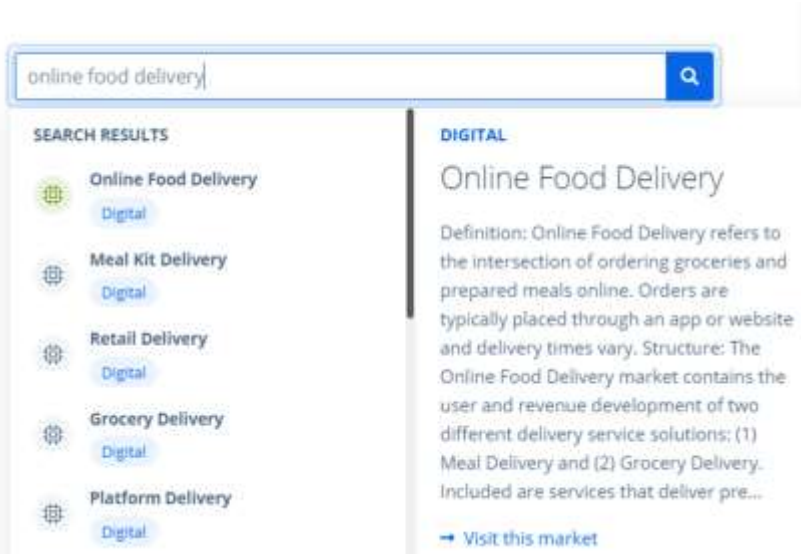 online food delivery
SEARCH RESULTS
Online Food Delivery
Digital
Meal Kit Delivery
Digital
Retail Delivery
Digital
Grocery Delivery
Digital
Platform Delivery
Digital
DIGITAL
Online Food Delivery
Definition: Online Food Delivery refers to
the intersection of ordering groceries and
prepared meals online. Orders are
typically placed through an app or website
and delivery times vary. Structure: The
Online Food Delivery market contains the
user and revenue development of two
different delivery service solutions: (1)
Meal Delivery and (2) Grocery Delivery.
Included are services that deliver pre...
→ Visit this market